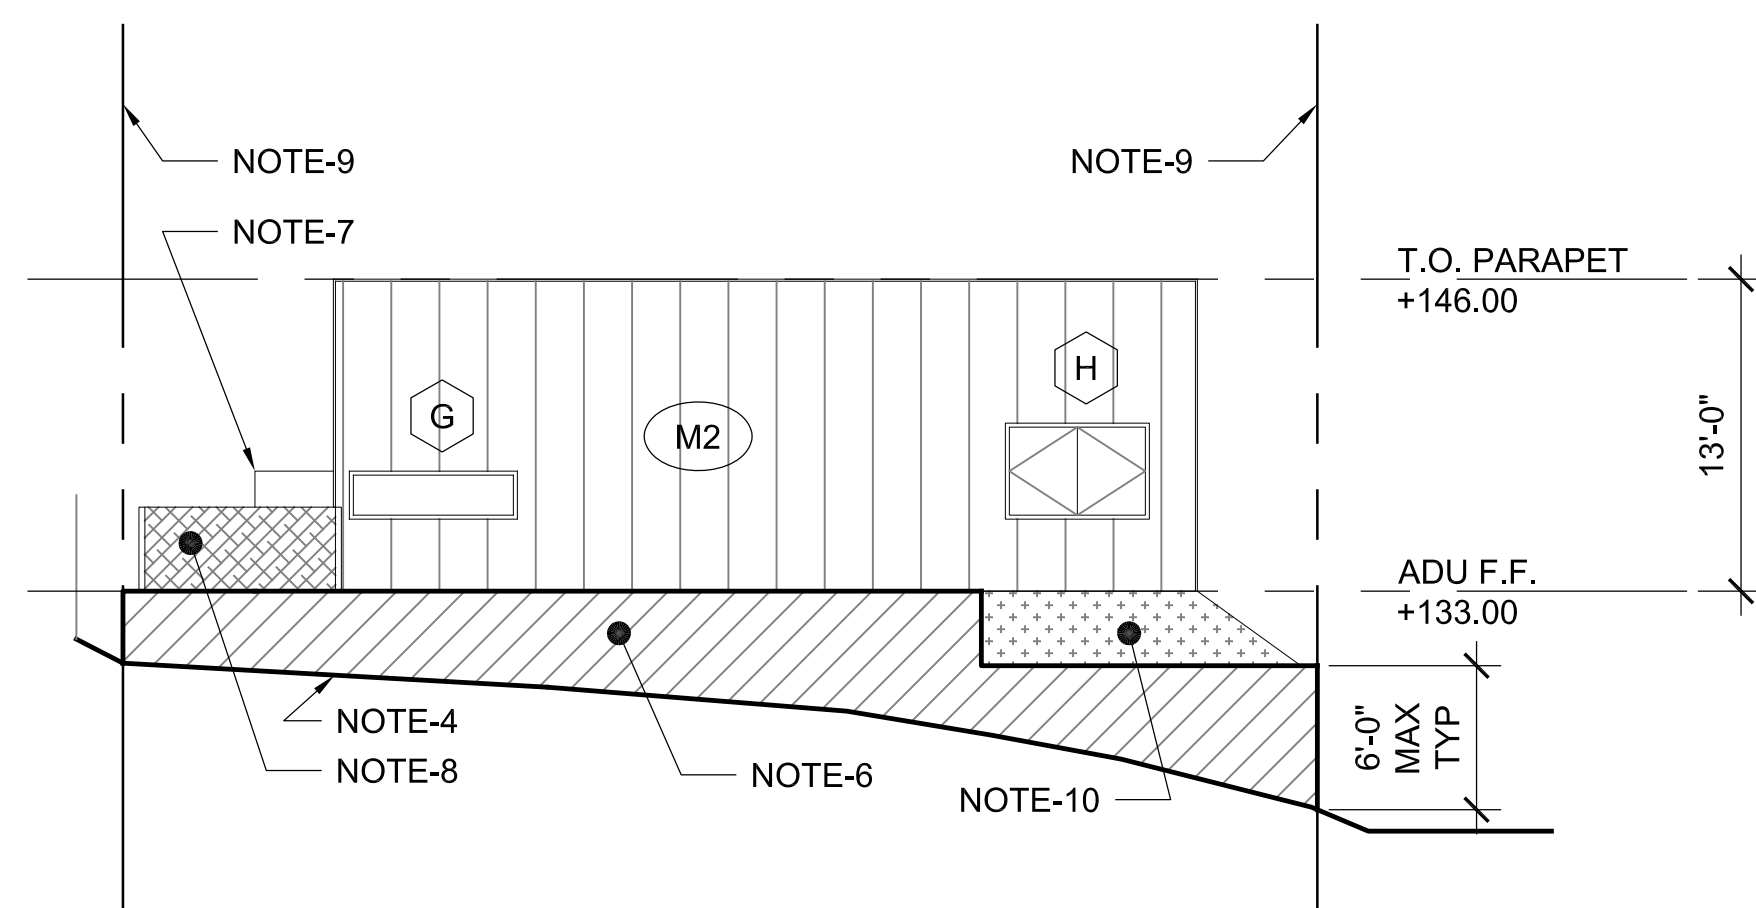 NOTE-9
NOTE-9
NOTE-7
T.O. PARAPET
+146.00
H
G
M2
13'-0"
ADU F.F.
+133.00
NOTE-4
6'-0"
MAX
TYP
NOTE-8
NOTE-6
NOTE-10